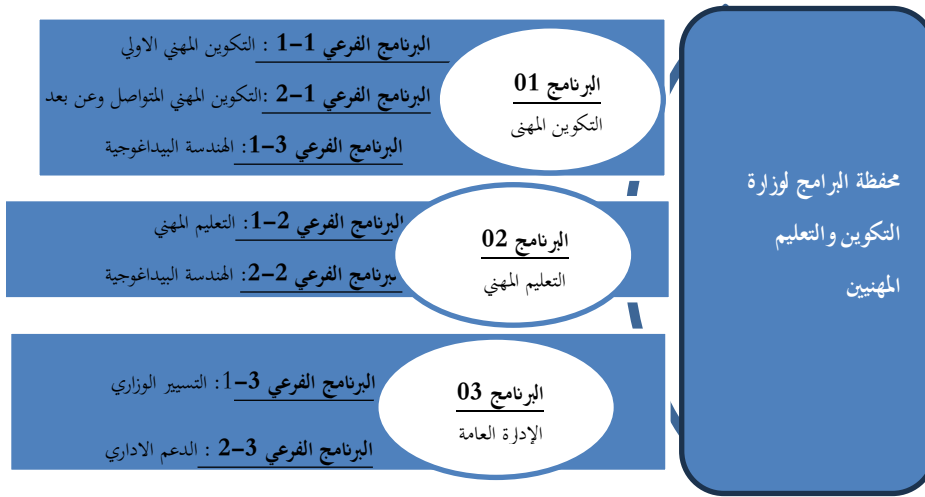 محفظة البرامج لوزارة
التكوين والتعليم
المهنيين
البرنامج 01
التكوين المهني
البرنامج الفرعي 1–1 : التكوين المهني الاولي
البرنامج الفرعي 1–2 :التكوين المهني المتواصل وعن بعد
البرنامج الفرعي 3–1: الهندسة البيداغوجية
البرنامج 02
التعليم المهني
البرنامج الفرعي 2–1: التعليم المهني
البرنامج الفرعي 2–2: الهندسة البيداغوجية
البرنامج 03
الإدارة العامة
البرنامج الفرعي 3–1: التسيير الوزاري
البرنامج الفرعي 3–2 : الدعم الاداري